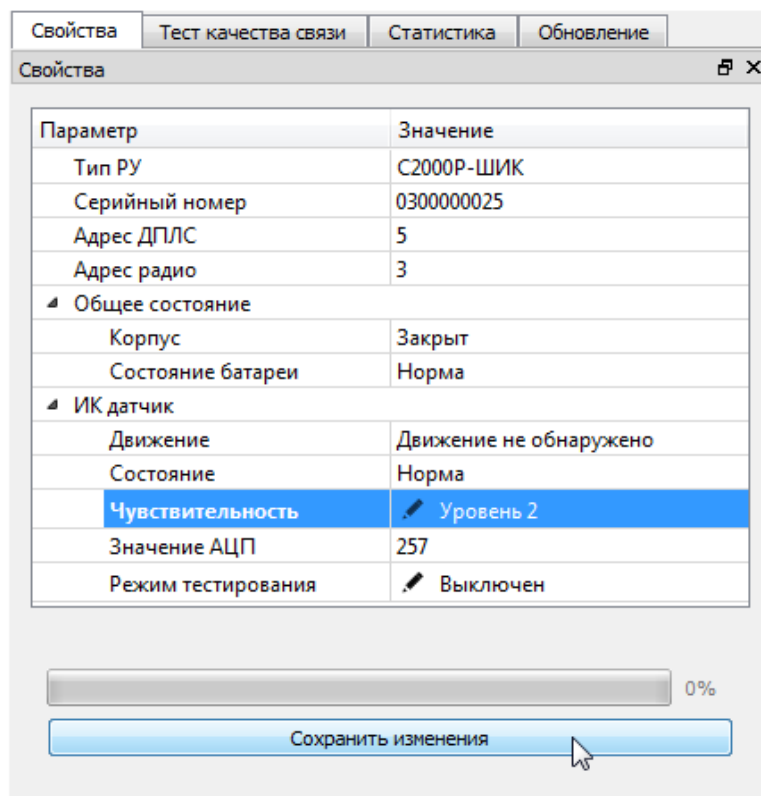 Свойства Тест качества связи Статистика Обновление
Свойства
Параметр Значение
Тип РУ С2000Р-ШИК
Серийный номер 0300000025
Адрес ДПЛС 5
Адрес радио 3
Общее состояние
Корпус Закрыт
Состояние батареи Норма
ИК датчик
Движение Движение не обнаружено
Состояние Норма
Чувствительность Уровень 2
Значение АЦП 257
Режим тестирования Выключен
0%
Сохранить изменения